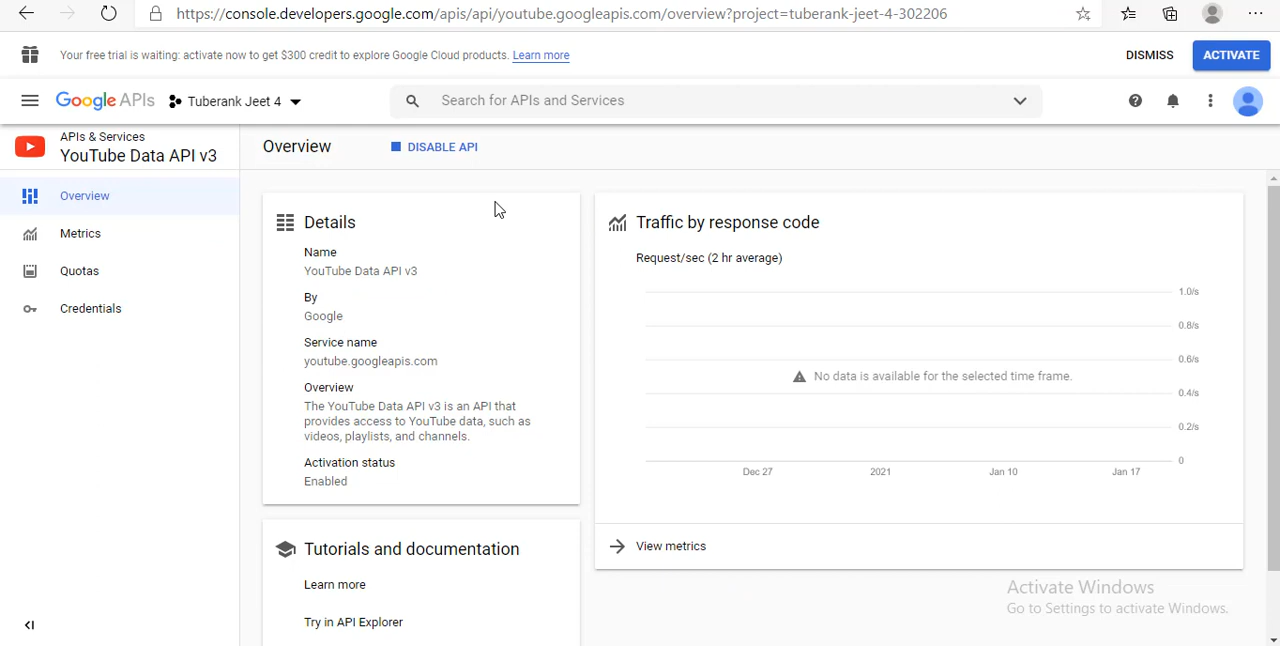 https://console.developers.google.com/apis/api/youtube.googleapis.com/overview?project=tuberank-jeet-4-302206
Your free trial is waiting: activate now to get $300 credit to explore Google Cloud products. Learn more
DISMISS
ACTIVATE
Google APIs
Tuberank Jeet 4
Search for APIs and Services
APIs & Services
YouTube Data API v3
Overview
Metrics
Quotas
Credentials
Overview
DISABLE API
Details
Name
YouTube Data API v3
By
Google
Service name
youtube.googleapis.com
Overview
The YouTube Data API v3 is an API that
provides access to YouTube data, such as
videos, playlists, and channels.
Activation status
Enabled
Tutorials and documentation
Learn more
Try in API Explorer
Traffic by response code
Request/sec (2 hr average)
1.0/s
0.8/s
0.6/s
No data is available for the selected time frame.
0.4/s
0.2/s
0
Dec 27
2021
Jan 10
Jan 17
View metrics
Activate Windows
Go to Settings to activate Windows.